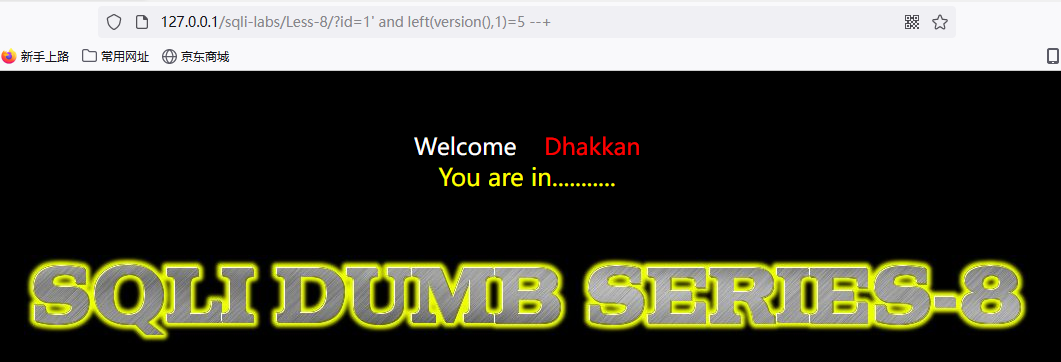 127.0.0.1/sqli-labs/Less-8/?id=1' and left(version(),1)=5 --+
新手上路 常用网址 京东商城
Welcome Dhakkan
You are in...........
SQLI DUMB SERIES-8